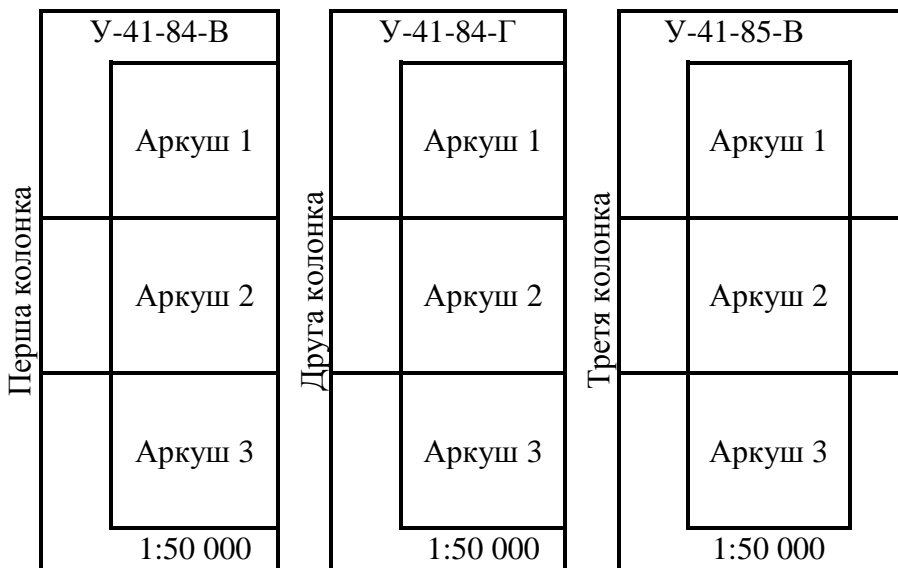 У-41-84-В
Перша колонка
Аркуш 1
Аркуш 2
Аркуш 3
1:50 000
У-41-84-Г
Друга колонка
Аркуш 1
Аркуш 2
Аркуш 3
1:50 000
У-41-85-В
Третя колонка
Аркуш 1
Аркуш 2
Аркуш 3
1:50 000